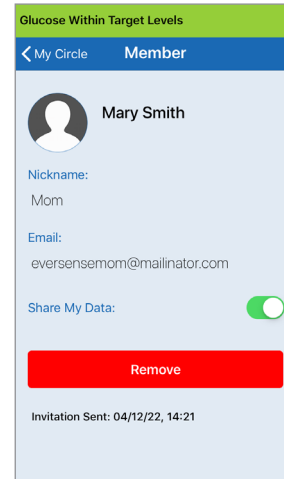 Glucose Within Target Levels
My Circle Member
Mary Smith
Nickname:
Mom
Email:
eversensemom@mailinator.com
Share My Data:
Remove
Invitation Sent: 04/12/22, 14:21